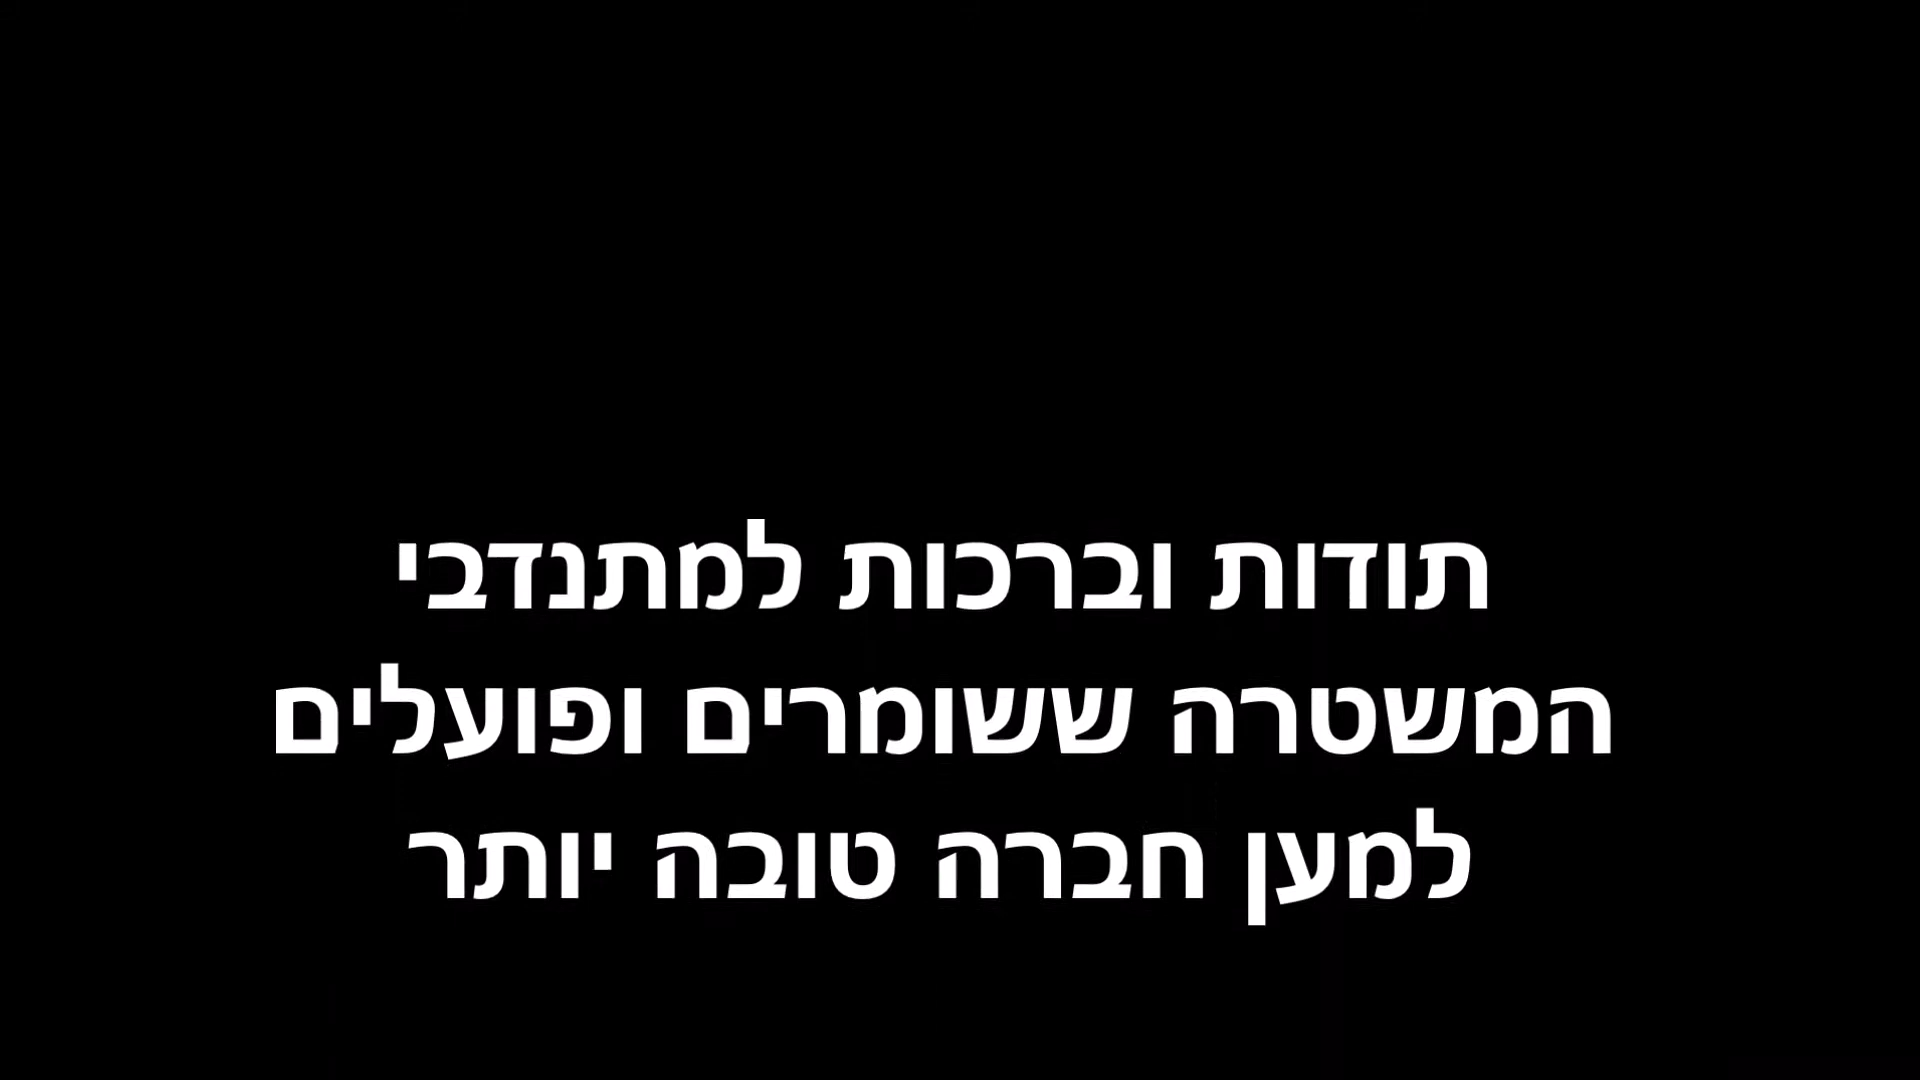 תודות וברכות למתנדבי
המשטרה ששומרים ופועלים
למען חברה טובה יותר